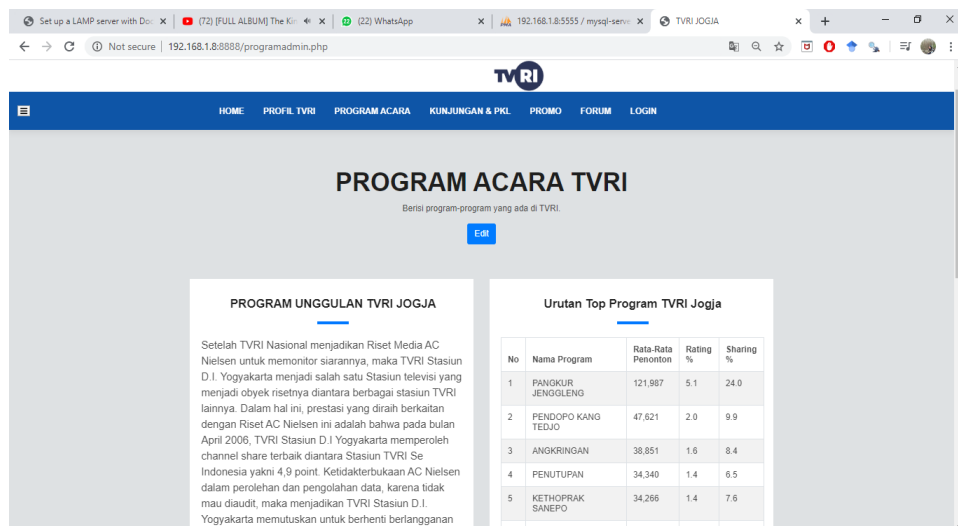 Set up a LAMP server with Doc
(72) [FULL ALBUM] The Kin
(22) WhatsApp
192.168.1.8:5555 / mysql-serve
TVRI JOGJA
Not secure | 192.168.1.8:8888/programadmin.php
TVRI
HOME PROFIL TVRI PROGRAM ACARA KUNJUNGAN & PKL PROMO FORUM LOGIN
PROGRAM ACARA TVRI
Berisi program-program yang ada di TVRI.
Edit
PROGRAM UNGGULAN TVRI JOGJA
Setelah TVRI Nasional menjadikan Riset Media AC
Nielsen untuk memonitor siarannya, maka TVRI Stasiun
D.I. Yogyakarta menjadi salah satu Stasiun televisi yang
menjadi obyek risetnya diantara berbagai stasiun TVRI
lainnya. Dalam hal ini, prestasi yang diraih berkaitan
dengan Riset AC Nielsen ini adalah bahwa pada bulan
April 2006, TVRI Stasiun D.I Yogyakarta memperoleh
channel share terbaik diantara Stasiun TVRI Se
Indonesia yakni 4,9 point. Ketidakterbukaan AC Nielsen
dalam perolehan dan pengolahan data, karena tidak
mau diaudit, maka menjadikan TVRI Stasiun D.I.
Yogyakarta memutuskan untuk berhenti berlangganan
Urutan Top Program TVRI Jogja
No Nama Program Rata-Rata Penonton Rating % Sharing %
1 PANGKUR JENGGLENG 121,987 5.1 24.0
2 PENDOPO KANG TEDJO 47,621 2.0 9.9
3 ANGKRINGAN 38,851 1.6 8.4
4 PENUTUPAN 34,340 1.4 6.5
5 KETHOPRAK SANEPO 34,266 1.4 7.6